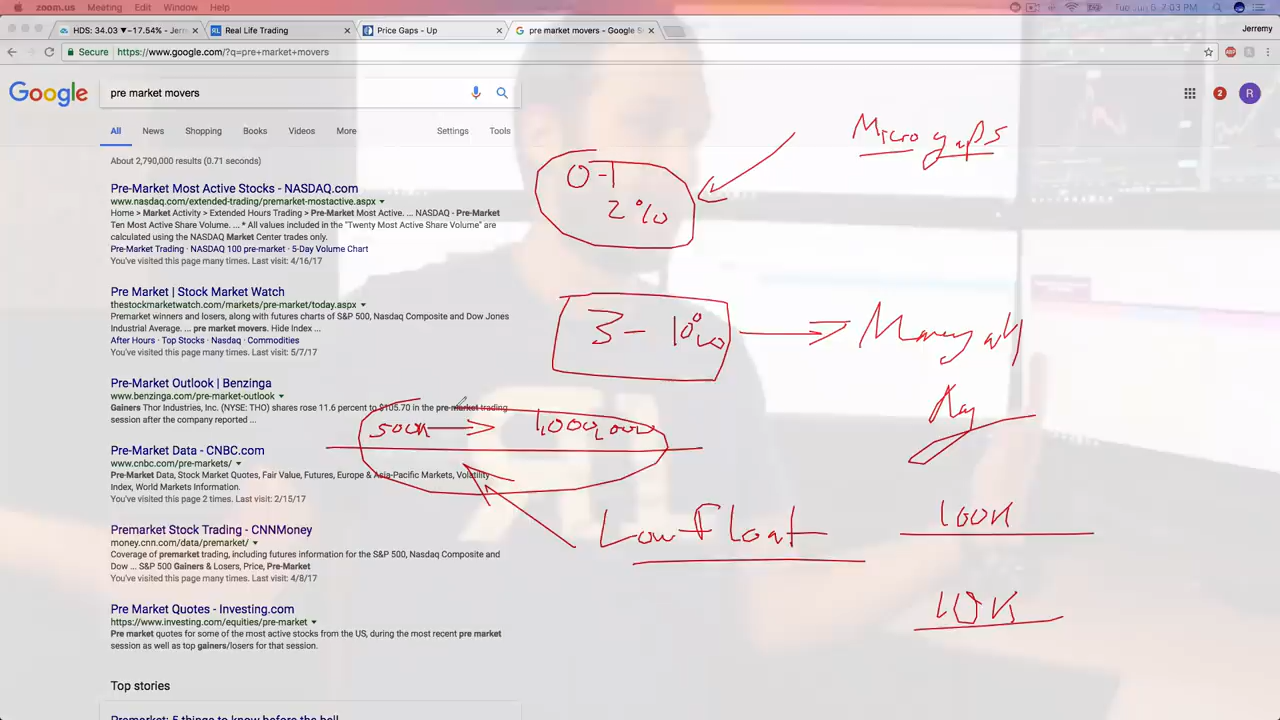 zoom.us Meeting Edit Window Help
HDS: 34.03 ▼-17.54% - Jerre
Real Life Trading
Price Gaps - Up
pre market movers - Google S
Jerremy
Secure
https://www.google.com/?q=pre+market+movers
Google
pre market movers
2
R
All News Shopping Books Videos More Settings Tools
About 2,790,000 results (0.71 seconds)
Pre-Market Most Active Stocks - NASDAQ.com
www.nasdaq.com/extended-trading/premarket-mostactive.aspx
Home > Market Activity > Extended Hours Trading > Pre-Market Most Active. ... NASDAQ - Pre-Market
Ten Most Active Share Volume. ... * All values included in the "Twenty Most Active Share Volume" are
calculated using the NASDAQ Market Center trades only.
Pre-Market Trading · NASDAQ 100 pre-market · 5-Day Volume Chart
You've visited this page many times. Last visit: 4/16/17
Pre Market | Stock Market Watch
thestockmarketwatch.com/markets/pre-market/today.aspx
Premarket winners and losers, along with futures charts of S&P 500, Nasdaq Composite and Dow Jones
Industrial Average. ... pre market movers. Hide Index ...
After Hours · Top Stocks · Nasdaq · Commodities
You've visited this page many times. Last visit: 5/7/17
Pre-Market Outlook | Benzinga
www.benzinga.com/pre-market-outlook
Gainers Thor Industries, Inc. (NYSE: THO) shares rose 11.6 percent to $105.70 in the pre-market trading
session after the company reported ...
Pre-Market Data - CNBC.com
www.cnbc.com/pre-markets/
Pre-Market Data, Stock Market Quotes, Fair Value, Futures, Europe & Asia-Pacific Markets, Volatility
Index, World Markets Information.
You've visited this page 2 times. Last visit: 2/15/17
Premarket Stock Trading - CNNMoney
money.cnn.com/data/premarket/
Coverage of premarket trading, including futures information for the S&P 500, Nasdaq Composite and
Dow ... S&P 500 Gainers & Losers, Price, Pre-Market
You've visited this page many times. Last visit: 4/8/17
Pre Market Quotes - Investing.com
https://www.investing.com/equities/pre-market
Pre market quotes for some of the most active stocks from the US, during the most recent pre market
session as well as top gainers/losers for that session.
Top stories
Premarket: 5 things to know before the bell
Micro gaps
0-1
2%
3 - 10%
500K
1,000,000
Low Float
100K
10K